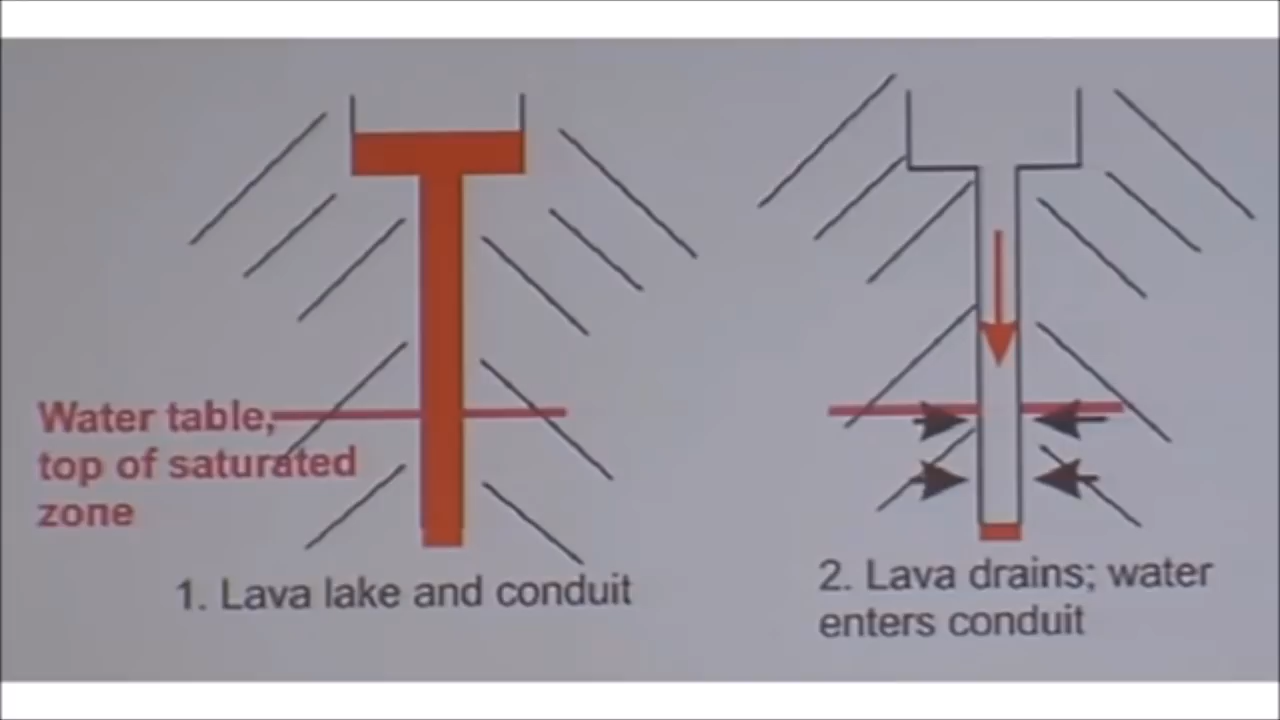 Water table,
top of saturated
zone
1. Lava lake and conduit
2. Lava drains; water
enters conduit